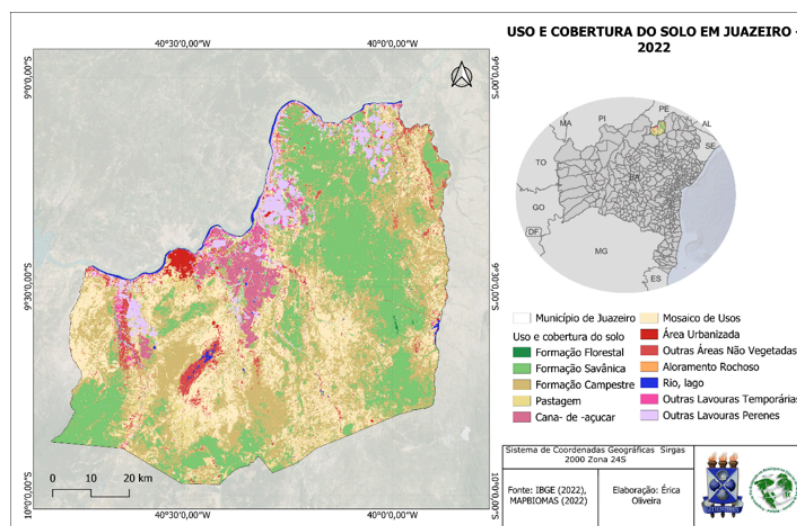 USO E COBERTURA DO SOLO EM JUAZEIRO -
2022
40°30'0,00"W
40°0'0,00"W
9°0'0,00"S
9°0'0,00"S
9°30'0,00"S
9°30'0,00"S
10°0'0,00"S
10°0'0,00"S
0 10 20 km
40°30'0,00"W
40°0'0,00"W
MA
PI
PE
AL
SE
TO
BA
GO
DF
MG
ES
Município de Juazeiro
Uso e cobertura do solo
Formação Florestal
Formação Savânica
Formação Campestre
Pastagem
Cana- de -açucar
Mosaico de Usos
Área Urbanizada
Outras Áreas Não Vegetadas
Aloramento Rochoso
Rio, lago
Outras Lavouras Temporárias
Outras Lavouras Perenes
Sistema de Coordenadas Geográficas Sirgas
2000 Zona 24S
Fonte: IBGE (2022),
MAPBIOMAS (2022)
Elaboração: Érica
Oliveira